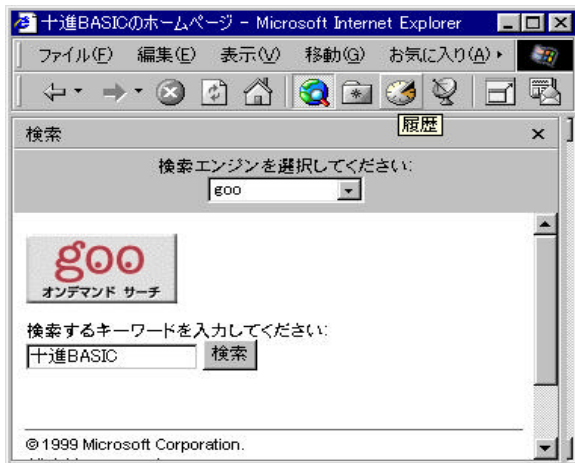 十進BASICのホームページ - Microsoft Internet Explorer
ファイル(F) 編集(E) 表示(V) 移動(G) お気に入り(A)
履歴
検索
検索エンジンを選択してください:
goo
goo
オンデマンド サーチ
検索するキーワードを入力してください:
十進BASIC 検索
© 1999 Microsoft Corporation.